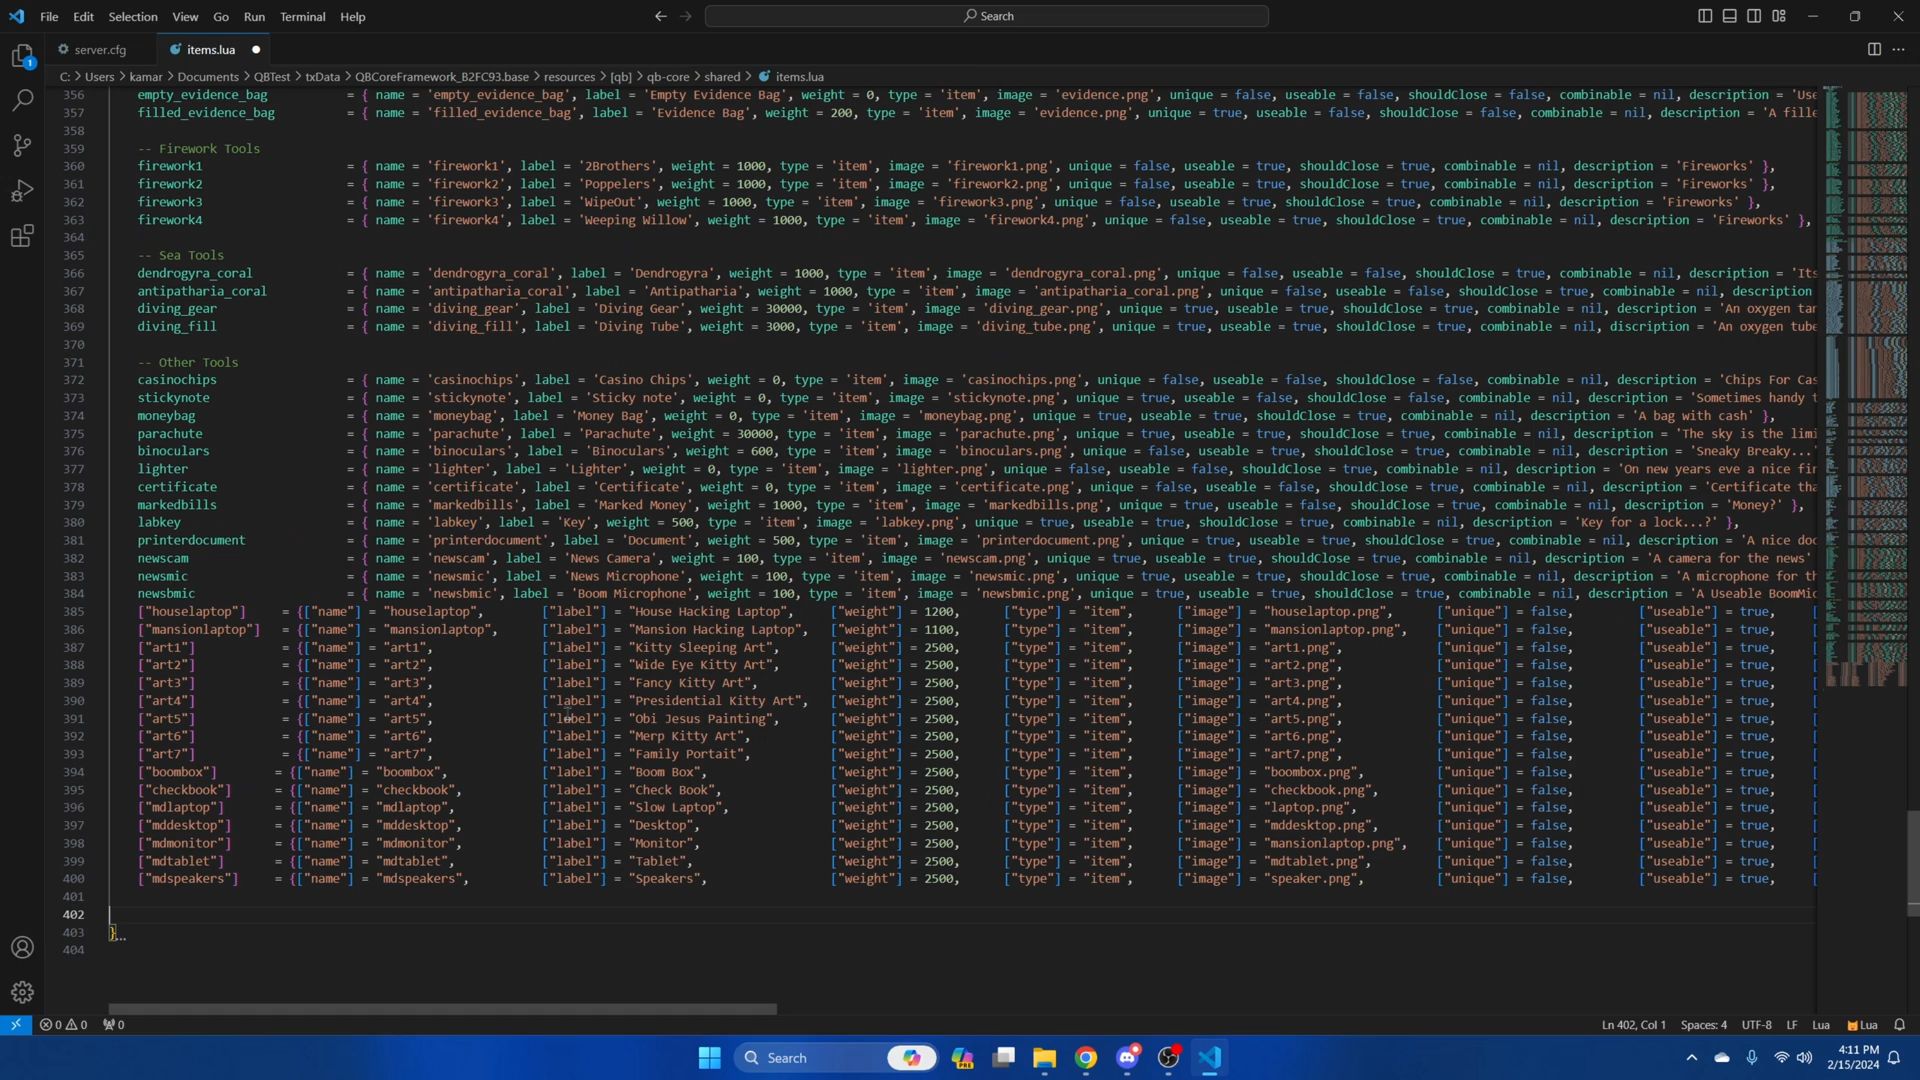 File Edit Selection View Go Run Terminal Help Search
server.cfg items.lua
C: > Users > kamar > Documents > QBTest > txData > QBCoreFramework_B2FC93.base > resources > [qb] > qb-core > shared > items.lua
356 empty_evidence_bag = { name = 'empty_evidence_bag', label = 'Empty Evidence Bag', weight = 0, type = 'item', image = 'evidence.png', unique = false, useable = false, shouldClose = false, combinable = nil, description = 'Use
357 filled_evidence_bag = { name = 'filled_evidence_bag', label = 'Evidence Bag', weight = 200, type = 'item', image = 'evidence.png', unique = true, useable = false, shouldClose = false, combinable = nil, description = 'A fille
358
359 -- Firework Tools
360 firework1 = { name = 'firework1', label = '2Brothers', weight = 1000, type = 'item', image = 'firework1.png', unique = false, useable = true, shouldClose = true, combinable = nil, description = 'Fireworks' },
361 firework2 = { name = 'firework2', label = 'Poppelers', weight = 1000, type = 'item', image = 'firework2.png', unique = false, useable = true, shouldClose = true, combinable = nil, description = 'Fireworks' },
362 firework3 = { name = 'firework3', label = 'WipeOut', weight = 1000, type = 'item', image = 'firework3.png', unique = false, useable = true, shouldClose = true, combinable = nil, description = 'Fireworks' },
363 firework4 = { name = 'firework4', label = 'Weeping Willow', weight = 1000, type = 'item', image = 'firework4.png', unique = false, useable = true, shouldClose = true, combinable = nil, description = 'Fireworks' },
364
365 -- Sea Tools
366 dendrogyra_coral = { name = 'dendrogyra_coral', label = 'Dendrogyra', weight = 1000, type = 'item', image = 'dendrogyra_coral.png', unique = false, useable = false, shouldClose = true, combinable = nil, description = 'Its
367 antipatharia_coral = { name = 'antipatharia_coral', label = 'Antipatharia', weight = 1000, type = 'item', image = 'antipatharia_coral.png', unique = false, useable = false, shouldClose = true, combinable = nil, description
368 diving_gear = { name = 'diving_gear', label = 'Diving Gear', weight = 30000, type = 'item', image = 'diving_gear.png', unique = true, useable = true, shouldClose = true, combinable = nil, description = 'An oxygen tan
369 diving_fill = { name = 'diving_fill', label = 'Diving Tube', weight = 3000, type = 'item', image = 'diving_tube.png', unique = true, useable = true, shouldClose = true, combinable = nil, discription = 'An oxygen tube
370
371 -- Other Tools
372 casinochips = { name = 'casinochips', label = 'Casino Chips', weight = 0, type = 'item', image = 'casinochips.png', unique = false, useable = false, shouldClose = false, combinable = nil, description = 'Chips For Cas
373 stickynote = { name = 'stickynote', label = 'Sticky note', weight = 0, type = 'item', image = 'stickynote.png', unique = true, useable = false, shouldClose = false, combinable = nil, description = 'Sometimes handy t
374 moneybag = { name = 'moneybag', label = 'Money Bag', weight = 0, type = 'item', image = 'moneybag.png', unique = true, useable = true, shouldClose = true, combinable = nil, description = 'A bag with cash' },
375 parachute = { name = 'parachute', label = 'Parachute', weight = 30000, type = 'item', image = 'parachute.png', unique = true, useable = true, shouldClose = true, combinable = nil, description = 'The sky is the limi
376 binoculars = { name = 'binoculars', label = 'Binoculars', weight = 600, type = 'item', image = 'binoculars.png', unique = false, useable = true, shouldClose = true, combinable = nil, description = 'Sneaky Breaky...'
377 lighter = { name = 'lighter', label = 'Lighter', weight = 0, type = 'item', image = 'lighter.png', unique = false, useable = false, shouldClose = true, combinable = nil, description = 'On new years eve a nice fir
378 certificate = { name = 'certificate', label = 'Certificate', weight = 0, type = 'item', image = 'certificate.png', unique = false, useable = false, shouldClose = true, combinable = nil, description = 'Certificate tha
379 markedbills = { name = 'markedbills', label = 'Marked Money', weight = 1000, type = 'item', image = 'markedbills.png', unique = true, useable = false, shouldClose = true, combinable = nil, description = 'Money?' },
380 labkey = { name = 'labkey', label = 'Key', weight = 500, type = 'item', image = 'labkey.png', unique = true, useable = true, shouldClose = true, combinable = nil, description = 'Key for a lock...?' },
381 printerdocument = { name = 'printerdocument', label = 'Document', weight = 500, type = 'item', image = 'printerdocument.png', unique = true, useable = true, shouldClose = true, combinable = nil, description = 'A nice doc
382 newscam = { name = 'newscam', label = 'News Camera', weight = 100, type = 'item', image = 'newscam.png', unique = true, useable = true, shouldClose = true, combinable = nil, description = 'A camera for the news'
383 newsmic = { name = 'newsmic', label = 'News Microphone', weight = 100, type = 'item', image = 'newsmic.png', unique = true, useable = true, shouldClose = true, combinable = nil, description = 'A microphone for th
384 newsbmic = { name = 'newsbmic', label = 'Boom Microphone', weight = 100, type = 'item', image = 'newsbmic.png', unique = true, useable = true, shouldClose = true, combinable = nil, description = 'A Useable BoomMic
385 ["houselaptop"] = {["name"] = "houselaptop", ["label"] = "House Hacking Laptop", ["weight"] = 1200, ["type"] = "item", ["image"] = "houselaptop.png", ["unique"] = false, ["useable"] = true, [
386 ["mansionlaptop"] = {["name"] = "mansionlaptop", ["label"] = "Mansion Hacking Laptop", ["weight"] = 1100, ["type"] = "item", ["image"] = "mansionlaptop.png", ["unique"] = false, ["useable"] = true, [
387 ["art1"] = {["name"] = "art1", ["label"] = "Kitty Sleeping Art", ["weight"] = 2500, ["type"] = "item", ["image"] = "art1.png", ["unique"] = false, ["useable"] = true, [
388 ["art2"] = {["name"] = "art2", ["label"] = "Wide Eye Kitty Art", ["weight"] = 2500, ["type"] = "item", ["image"] = "art2.png", ["unique"] = false, ["useable"] = true, [
389 ["art3"] = {["name"] = "art3", ["label"] = "Fancy Kitty Art", ["weight"] = 2500, ["type"] = "item", ["image"] = "art3.png", ["unique"] = false, ["useable"] = true, [
390 ["art4"] = {["name"] = "art4", ["label"] = "Presidential Kitty Art", ["weight"] = 2500, ["type"] = "item", ["image"] = "art4.png", ["unique"] = false, ["useable"] = true, [
391 ["art5"] = {["name"] = "art5", ["label"] = "Obi Jesus Painting", ["weight"] = 2500, ["type"] = "item", ["image"] = "art5.png", ["unique"] = false, ["useable"] = true, [
392 ["art6"] = {["name"] = "art6", ["label"] = "Merp Kitty Art", ["weight"] = 2500, ["type"] = "item", ["image"] = "art6.png", ["unique"] = false, ["useable"] = true, [
393 ["art7"] = {["name"] = "art7", ["label"] = "Family Portait", ["weight"] = 2500, ["type"] = "item", ["image"] = "art7.png", ["unique"] = false, ["useable"] = true, [
394 ["boombox"] = {["name"] = "boombox", ["label"] = "Boom Box", ["weight"] = 2500, ["type"] = "item", ["image"] = "boombox.png", ["unique"] = false, ["useable"] = true, [
395 ["checkbook"] = {["name"] = "checkbook", ["label"] = "Check Book", ["weight"] = 2500, ["type"] = "item", ["image"] = "checkbook.png", ["unique"] = false, ["useable"] = true, [
396 ["mdlaptop"] = {["name"] = "mdlaptop", ["label"] = "Slow Laptop", ["weight"] = 2500, ["type"] = "item", ["image"] = "laptop.png", ["unique"] = false, ["useable"] = true, [
397 ["mddesktop"] = {["name"] = "mddesktop", ["label"] = "Desktop", ["weight"] = 2500, ["type"] = "item", ["image"] = "mddesktop.png", ["unique"] = false, ["useable"] = true, [
398 ["mdmonitor"] = {["name"] = "mdmonitor", ["label"] = "Monitor", ["weight"] = 2500, ["type"] = "item", ["image"] = "mansionlaptop.png", ["unique"] = false, ["useable"] = true, [
399 ["mdtablet"] = {["name"] = "mdtablet", ["label"] = "Tablet", ["weight"] = 2500, ["type"] = "item", ["image"] = "mdtablet.png", ["unique"] = false, ["useable"] = true, [
400 ["mdspeakers"] = {["name"] = "mdspeakers", ["label"] = "Speakers", ["weight"] = 2500, ["type"] = "item", ["image"] = "speaker.png", ["unique"] = false, ["useable"] = true, [
401
402
403 }...
404
0 0 0 Ln 402, Col 1 Spaces: 4 UTF-8 LF Lua Lua
Search PRE 4:11 PM
2/15/2024